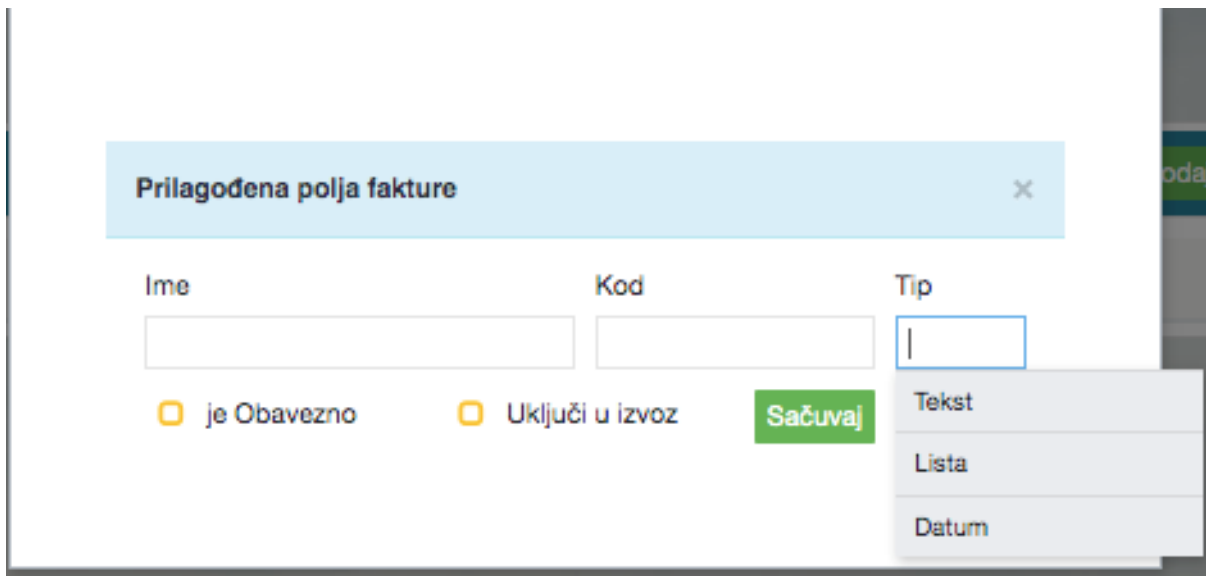 Prilagođena polja fakture ×
Ime Kod Tip
je Obavezno Uključi u izvoz Sačuvaj
Tekst
Lista
Datum